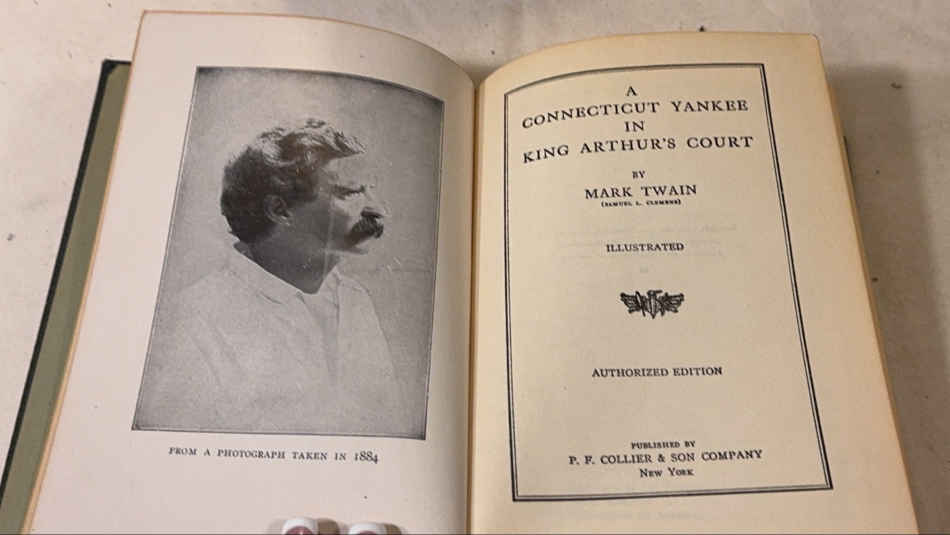 FROM A PHOTOGRAPH TAKEN IN 1884
A
CONNECTICUT YANKEE
IN
KING ARTHUR'S COURT
BY
MARK TWAIN
(SAMUEL L. CLEMENS)
ILLUSTRATED
AUTHORIZED EDITION
PUBLISHED BY
P. F. COLLIER & SON COMPANY
NEW YORK